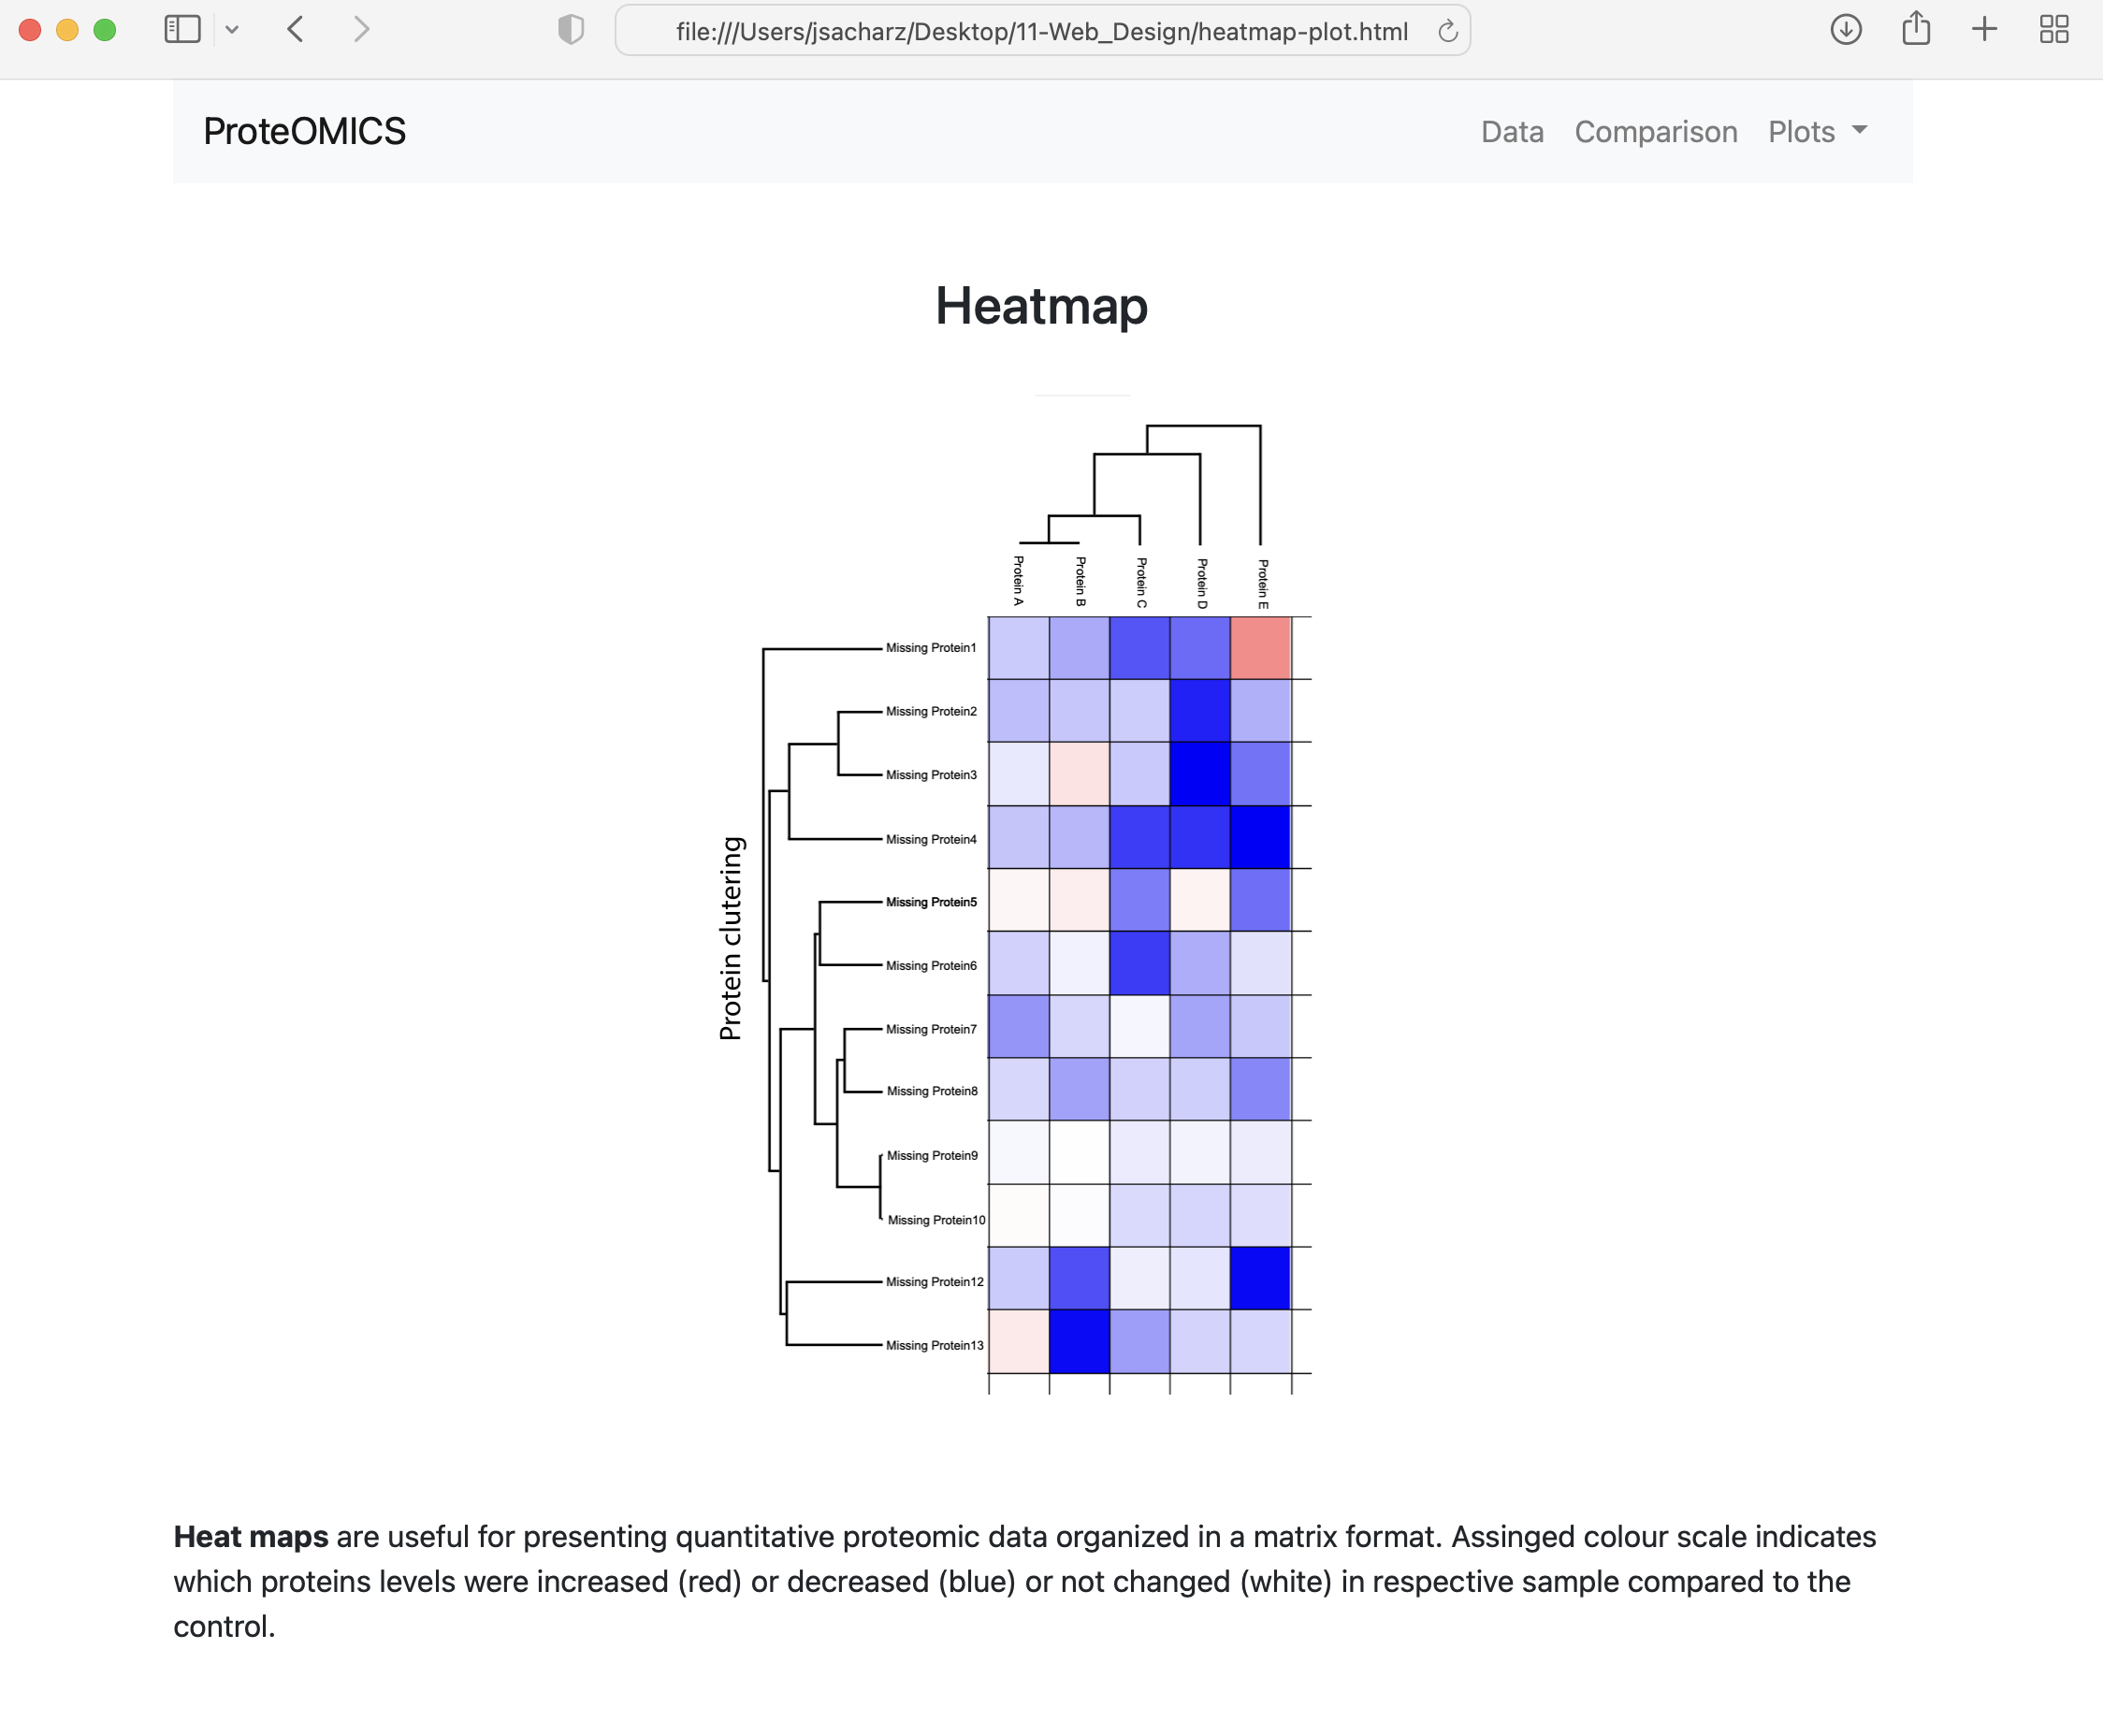 file:///Users/jsacharz/Desktop/11-Web_Design/heatmap-plot.html
ProteOMICS
Data Comparison Plots
Heatmap
Protein A
Protein B
Protein C
Protein D
Protein E
Protein clutering
Missing Protein1
Missing Protein2
Missing Protein3
Missing Protein4
Missing Protein5
Missing Protein6
Missing Protein7
Missing Protein8
Missing Protein9
Missing Protein10
Missing Protein12
Missing Protein13
Heat maps are useful for presenting quantitative proteomic data organized in a matrix format. Assinged colour scale indicates
which proteins levels were increased (red) or decreased (blue) or not changed (white) in respective sample compared to the
control.